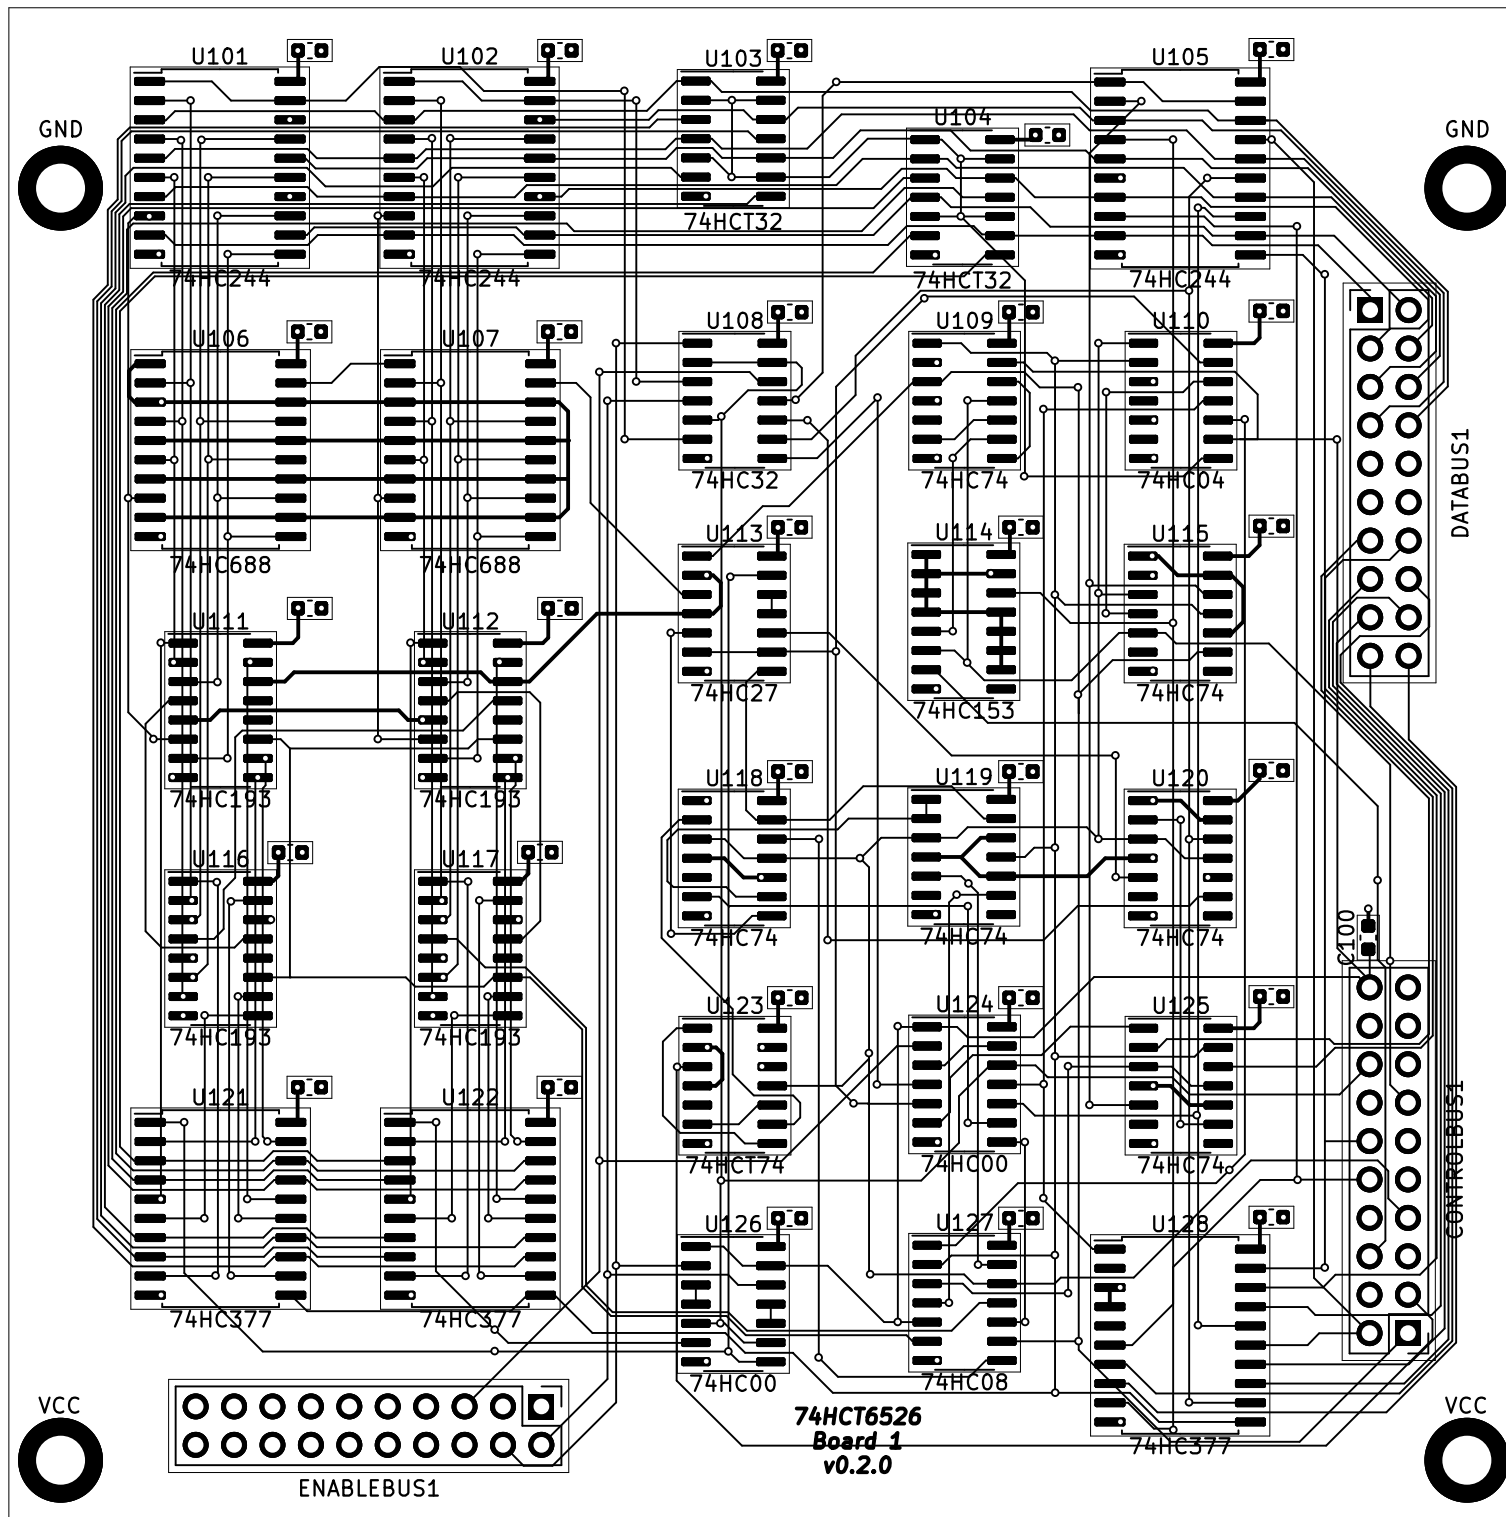 U101
U102
U103
U105
GND
U104
GND
74HCT32
74HC244
74HC244
74HCT32
74HC244
U106
U107
U108
U109
U110
74HC32
74HC74
74HC04
DATABUS1
74HC688
74HC688
U113
U114
U115
U111
U112
74HC27
74HC153
74HC74
U118
U119
U120
74HC193
74HC193
U116
U117
74HC74
74HC74
74HC74
C100
U123
U124
U125
74HC193
74HC193
U121
U122
CONTROLBUS1
74HCT74
74HC00
74HC74
U126
U127
U128
74HC377
74HC377
74HC00
74HC08
VCC
VCC
74HCT6526
Board 1
v0.2.0
74HC377
ENABLEBUS1